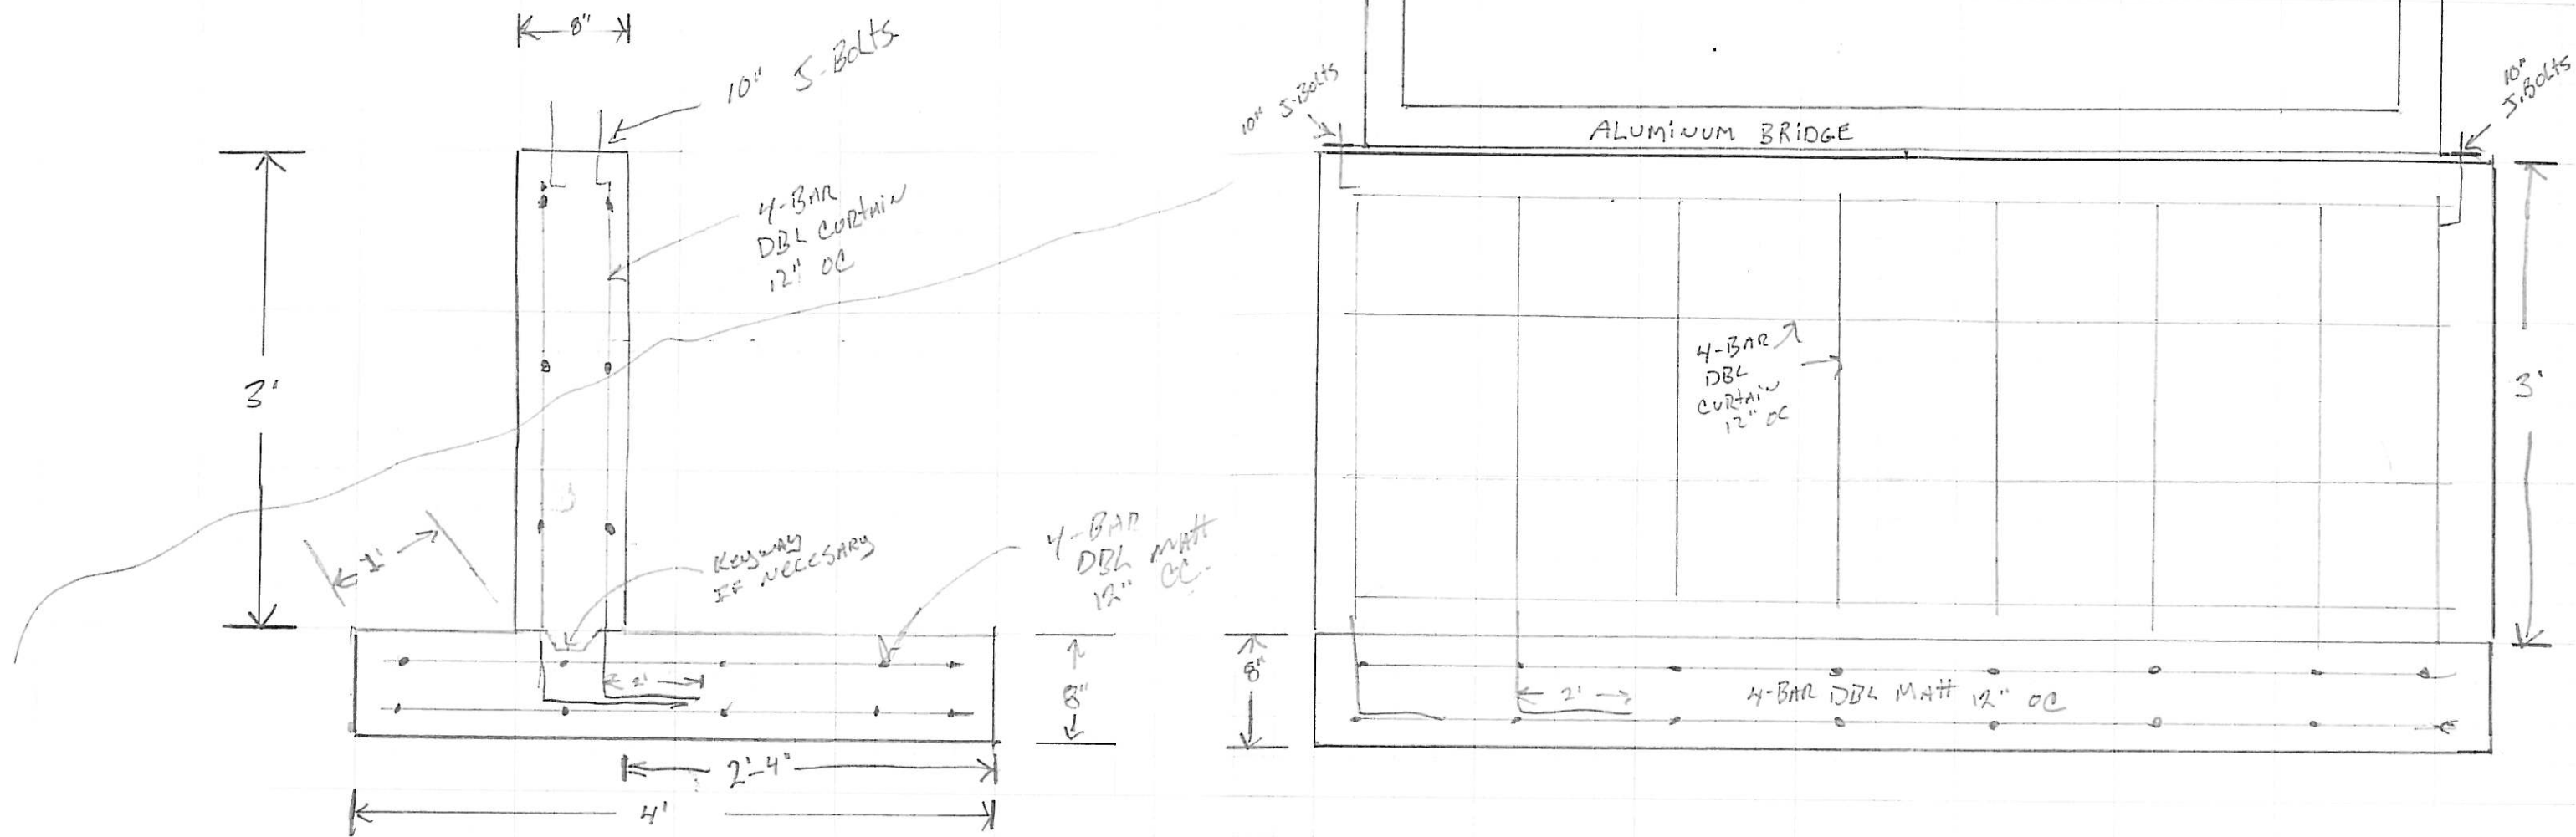 8"
10" J-Bolts
3'
4-BAR
DBL CURTAIN
12" OC
1'
KEYWAY
IF NECESARY
4-BAR
DBL MATT
12" OC.
2'
8"
2'-4"
4'
10" J-Bolts
ALUMINUM BRIDGE
10"
J-Bolts
4-BAR
DBL
CURTAIN
12" OC
3'
8"
2'
4-BAR DBL MATT 12" OC